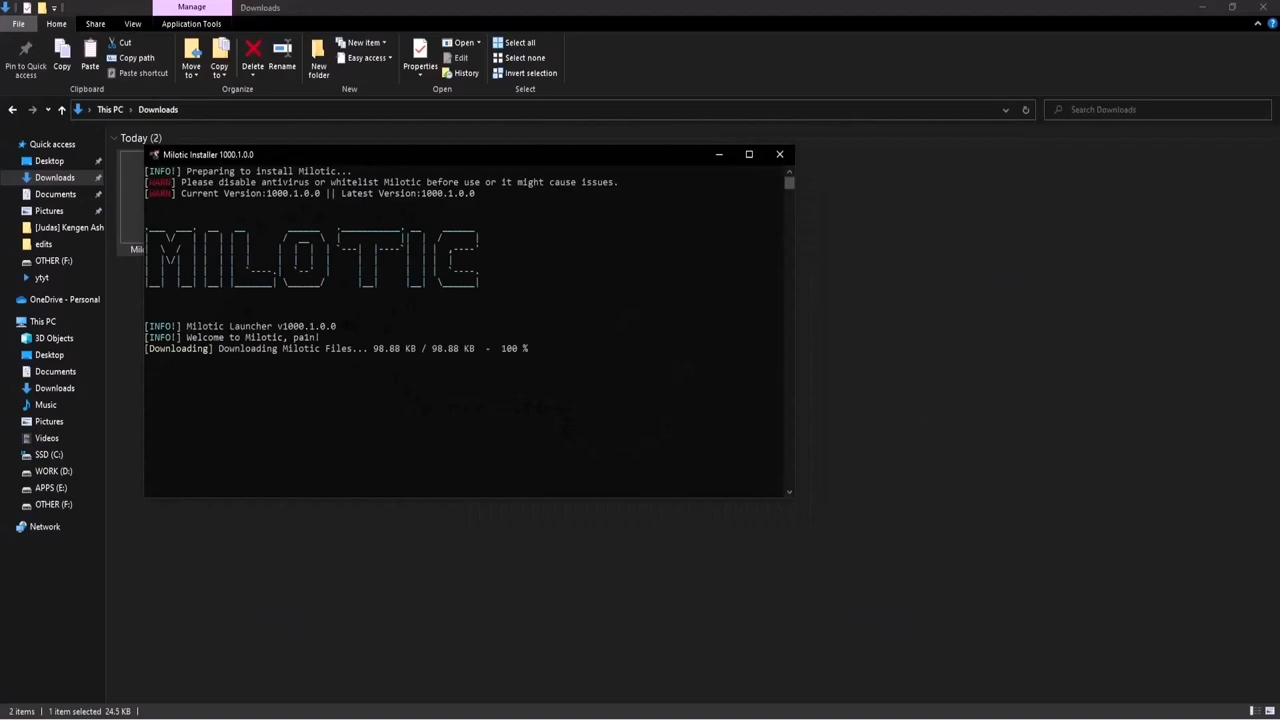 Manage
Downloads
File
Home
Share
View
Application Tools
Pin to Quick access
Copy
Paste
Cut
Copy path
Paste shortcut
Clipboard
Move to
Copy to
Delete
Rename
Organize
New folder
New item
Easy access
New
Properties
Open
Edit
History
Open
Select all
Select none
Invert selection
Select
This PC
Downloads
Search Downloads
Quick access
Desktop
Downloads
Documents
Pictures
[Judas] Kengen Ash
edits
OTHER (F:)
ytyt
OneDrive - Personal
This PC
3D Objects
Desktop
Documents
Downloads
Music
Pictures
Videos
SSD (C:)
WORK (D:)
APPS (E:)
OTHER (F:)
Network
Today (2)
Milotic Installer 1000.1.0.0
[INFO!] Preparing to install Milotic...
[WARN] Please disable antivirus or whitelist Milotic before use or it might cause issues.
[WARN] Current Version:1000.1.0.0 || Latest Version:1000.1.0.0
MILOTIC
[INFO!] Milotic Launcher v1000.1.0.0
[INFO!] Welcome to Milotic, pa1n!
[Downloading] Downloading Milotic Files... 98.88 KB / 98.88 KB - 100 %
2 items
1 item selected 24.5 KB